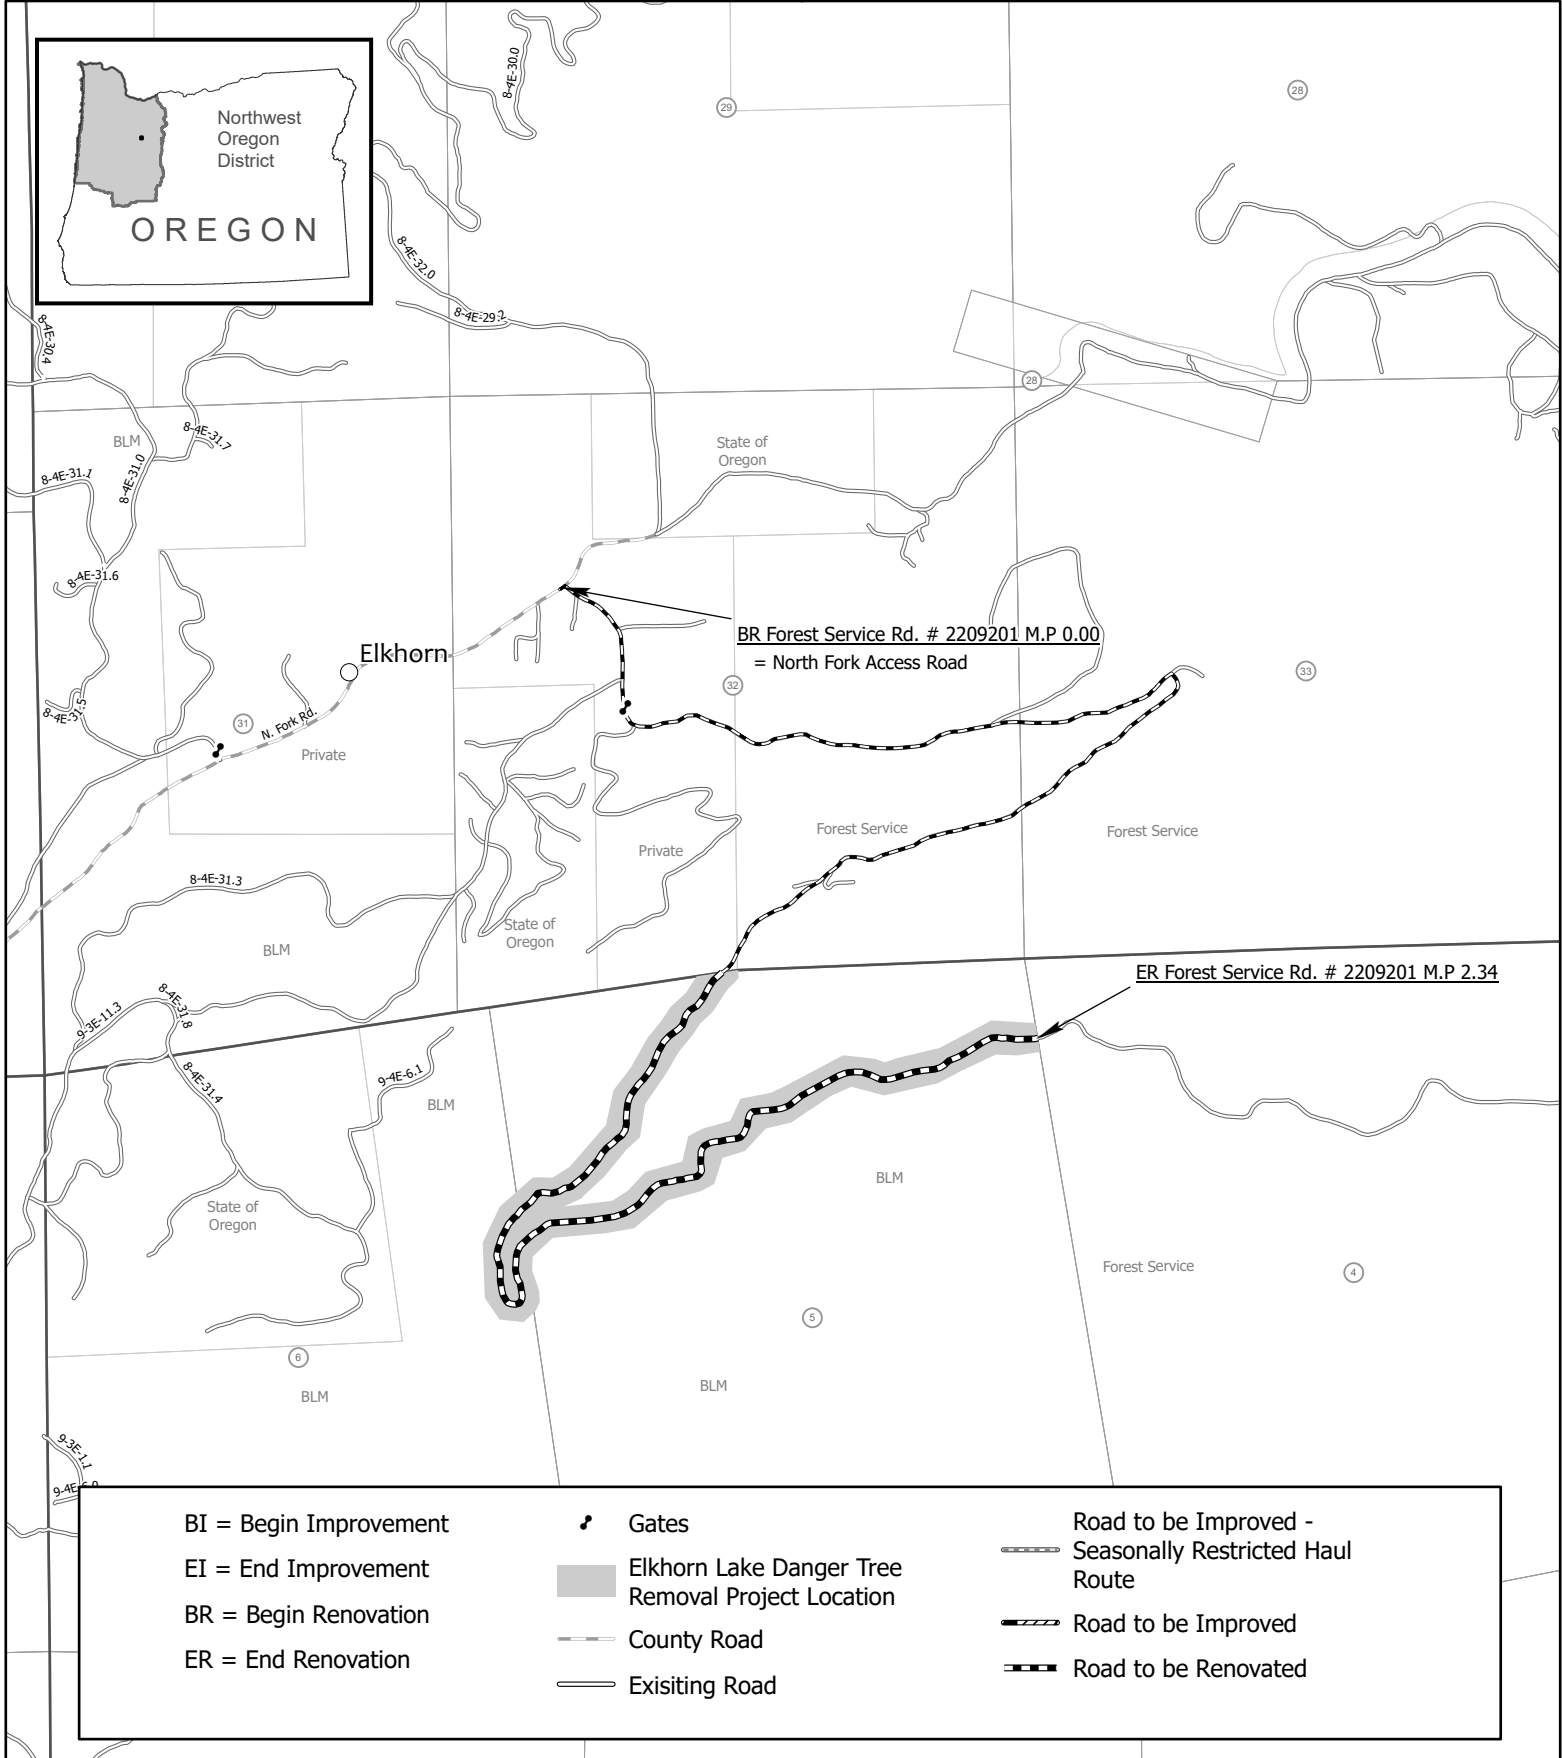 Northwest
Oregon
District
OREGON
8-4E-30.0
29
28
8-4E-32.0
8-4E-29.2
8-4E-30.4
28
BLM
8-4E-31.7
8-4E-31.0
8-4E-31.1
State of
Oregon
8-4E-31.6
BR Forest Service Rd. # 2209201 M.P 0.00
= North Fork Access Road
Elkhorn
32
33
8-4E-31.5
31
N. Fork Rd.
Private
Forest Service
Forest Service
Private
8-4E-31.3
State of
Oregon
BLM
ER Forest Service Rd. # 2209201 M.P 2.34
9-3E-11.3
8-4E-31.8
8-4E-31.4
9-4E-6.1
BLM
BLM
State of
Oregon
Forest Service
4
5
6
BLM
BLM
9-3E-1.1
BI = Begin Improvement
EI = End Improvement
BR = Begin Renovation
ER = End Renovation
Gates
Elkhorn Lake Danger Tree
Removal Project Location
County Road
Exisiting Road
Road to be Improved -
Seasonally Restricted Haul
Route
Road to be Improved
Road to be Renovated